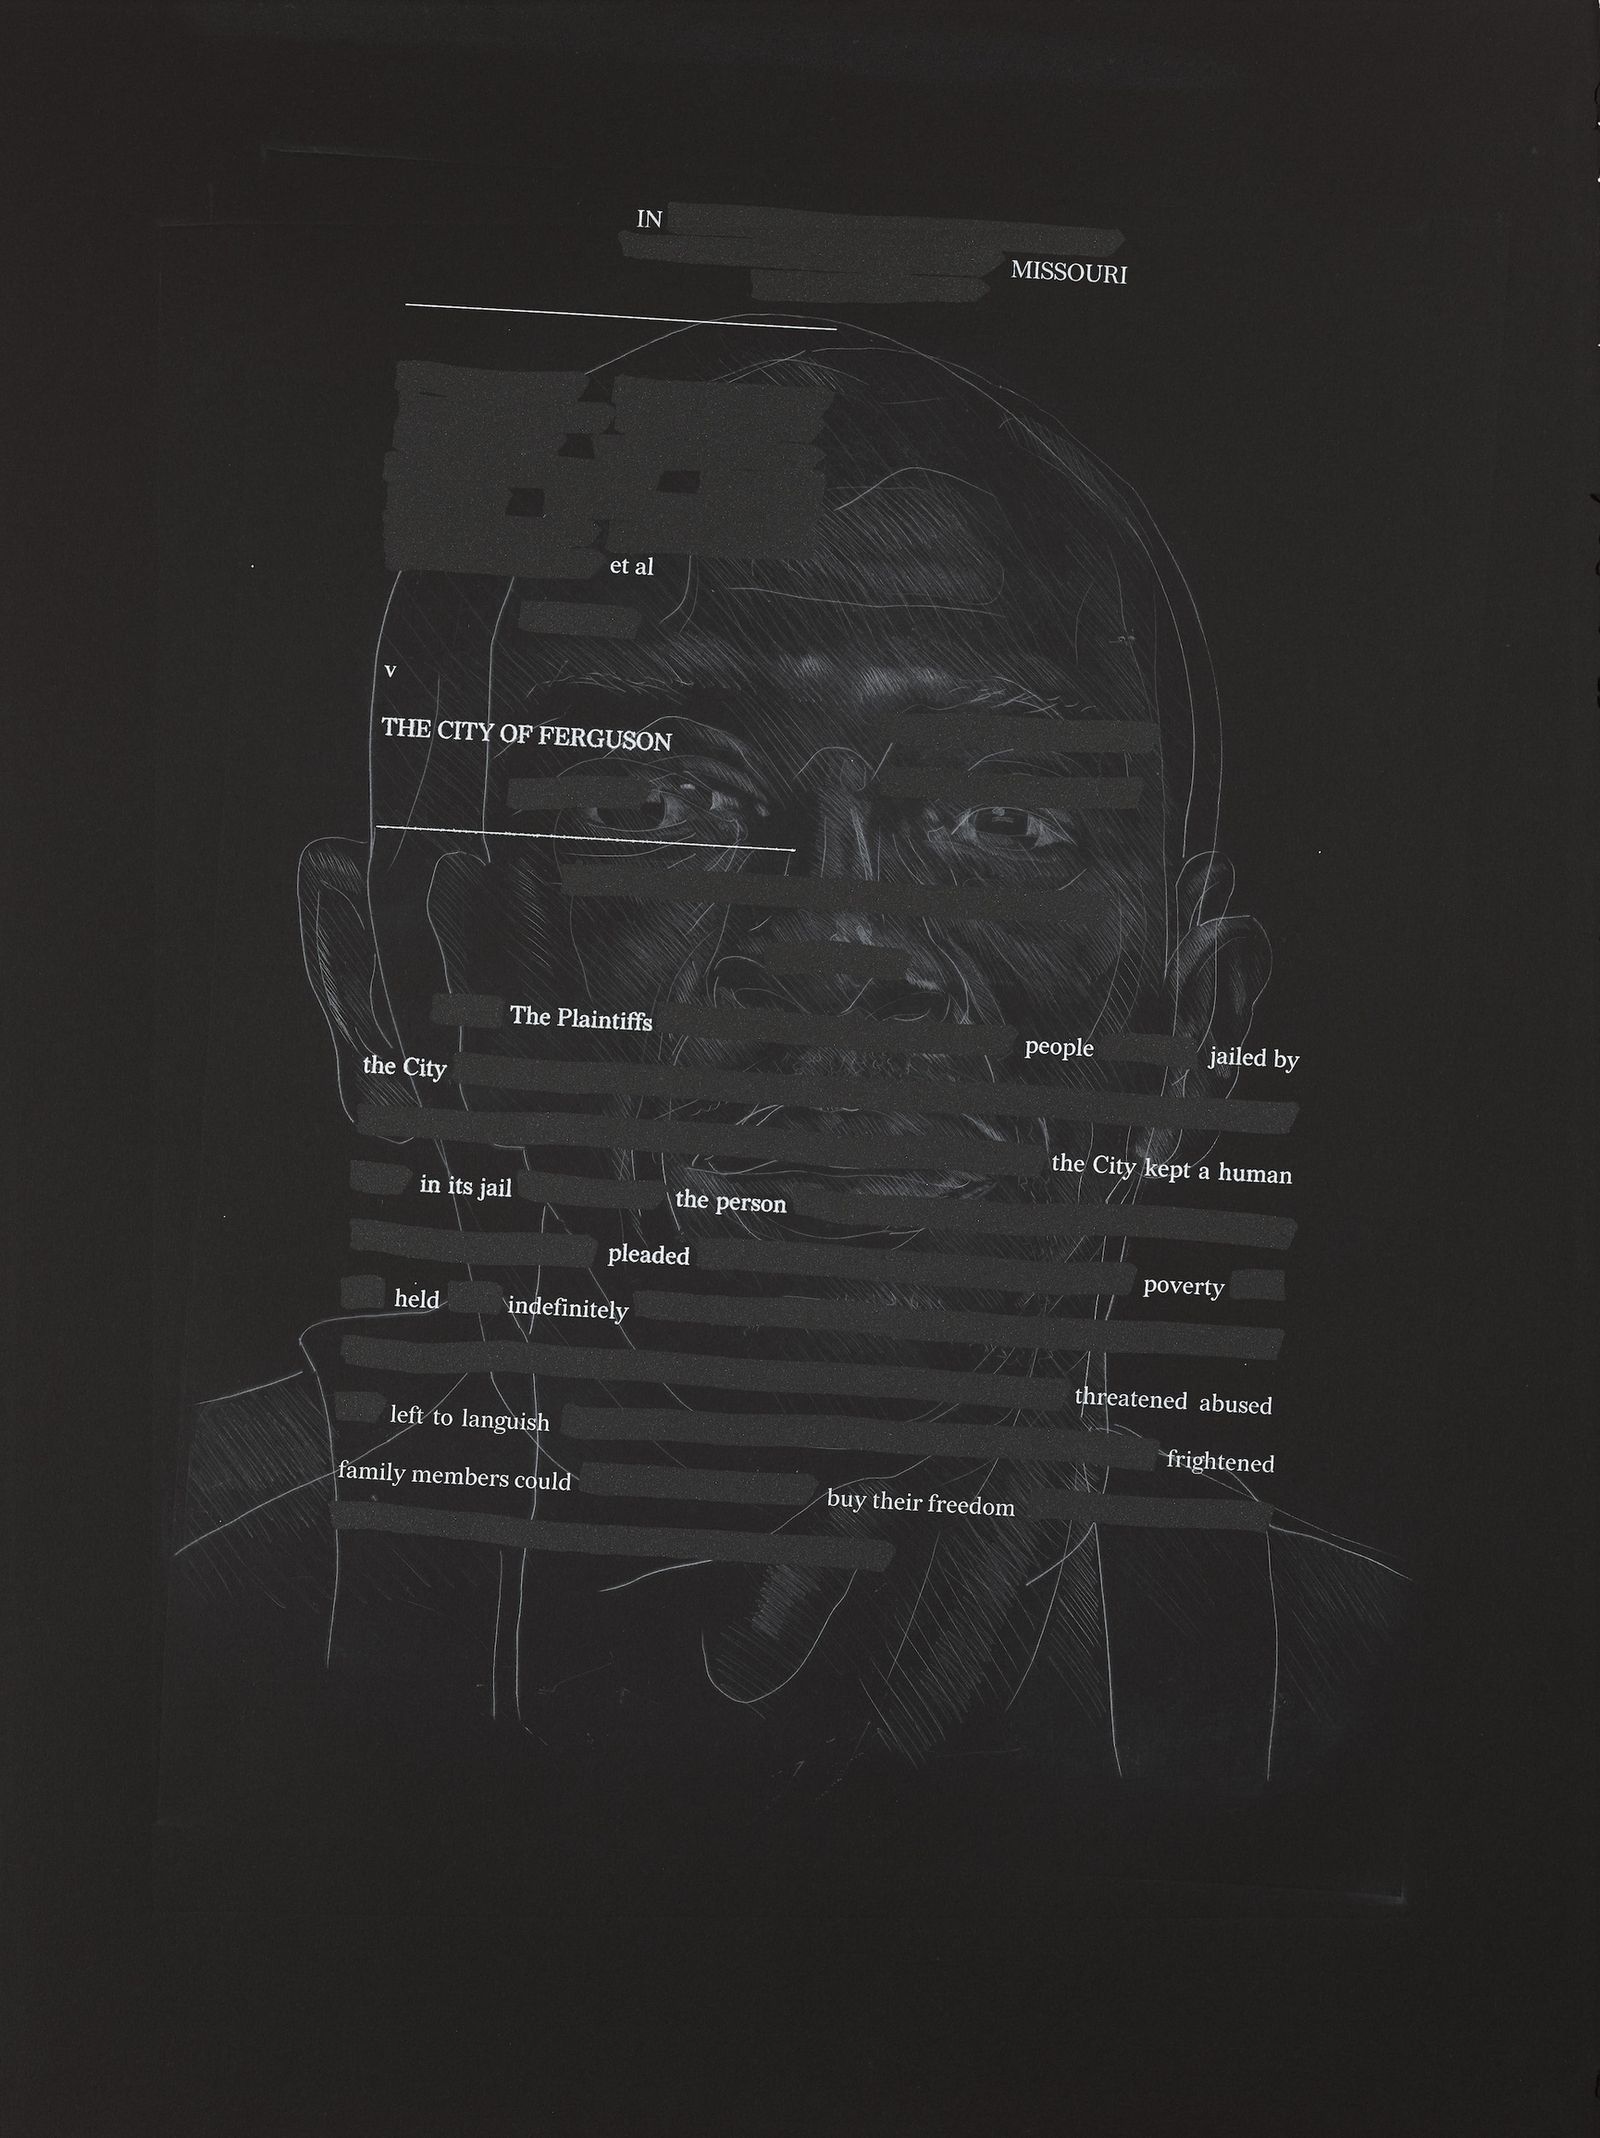 IN
MISSOURI
et al
v
THE CITY OF FERGUSON
The Plaintiffs people jailed by
the City
the City kept a human
in its jail the person
pleaded poverty
held indefinitely
threatened abused
left to languish frightened
family members could buy their freedom